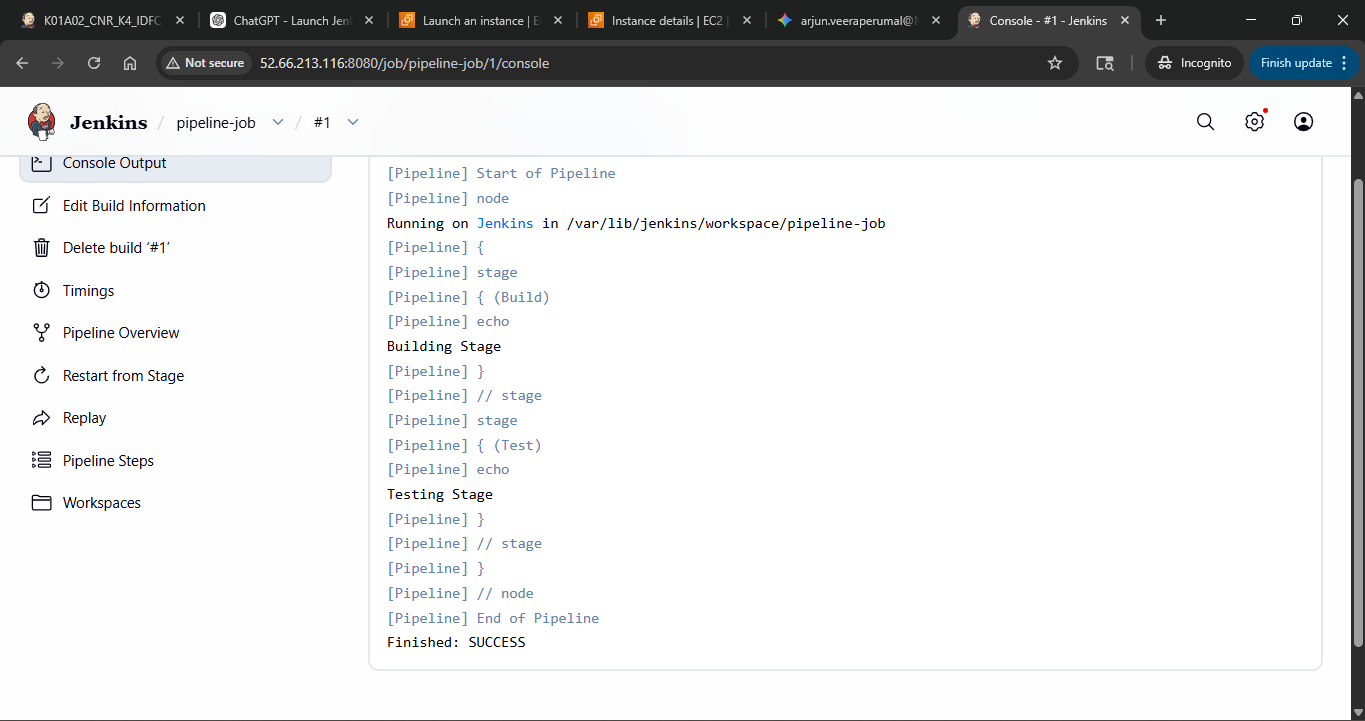 K01A02_CNR_K4_IDFC
ChatGPT - Launch Jen
Launch an instance | E
Instance details | EC2 |
arjun.veeraperumal@
Console - #1 - Jenkins
Not secure
52.66.213.116:8080/job/pipeline-job/1/console
Incognito
Finish update
Jenkins / pipeline-job / #1
Console Output
Edit Build Information
Delete build ‘#1’
Timings
Pipeline Overview
Restart from Stage
Replay
Pipeline Steps
Workspaces
[Pipeline] Start of Pipeline
[Pipeline] node
Running on Jenkins in /var/lib/jenkins/workspace/pipeline-job
[Pipeline] {
[Pipeline] stage
[Pipeline] { (Build)
[Pipeline] echo
Building Stage
[Pipeline] }
[Pipeline] // stage
[Pipeline] stage
[Pipeline] { (Test)
[Pipeline] echo
Testing Stage
[Pipeline] }
[Pipeline] // stage
[Pipeline] }
[Pipeline] // node
[Pipeline] End of Pipeline
Finished: SUCCESS